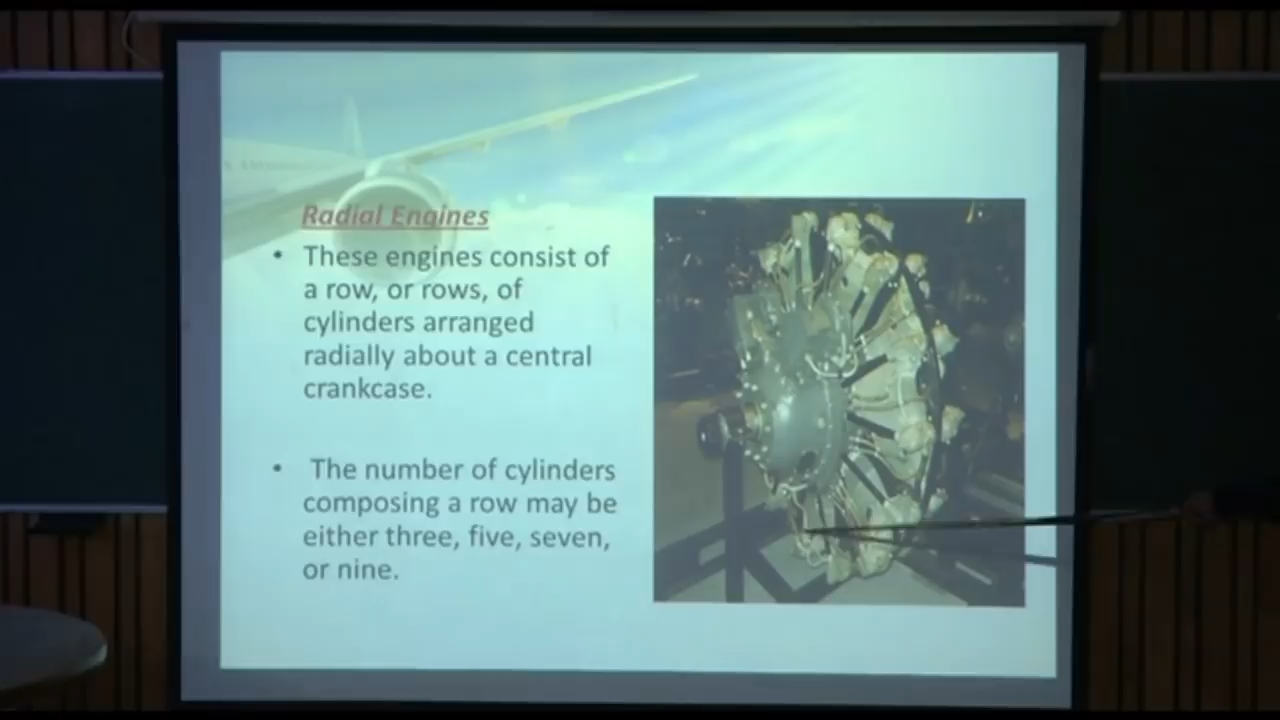 Radial Engines
• These engines consist of
a row, or rows, of
cylinders arranged
radially about a central
crankcase.
• The number of cylinders
composing a row may be
either three, five, seven,
or nine.